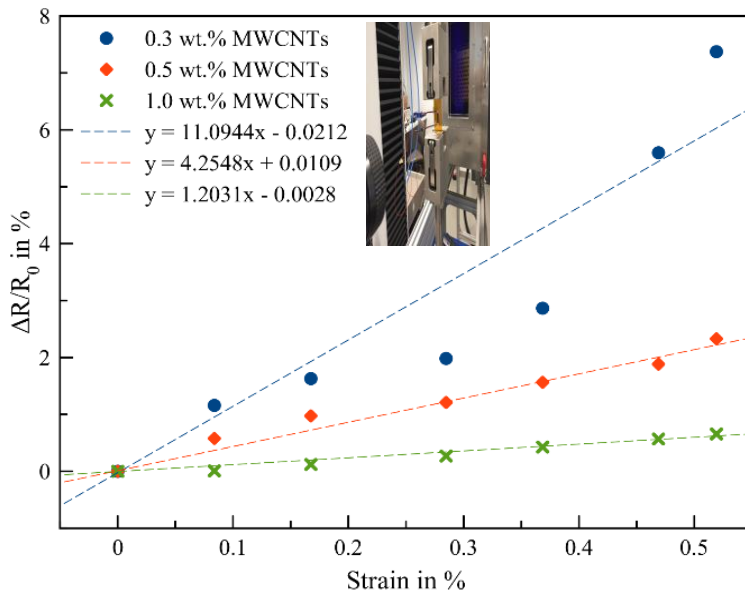 8
6
4
2
0
ΔR/R₀ in %
0.3 wt.% MWCNTs
0.5 wt.% MWCNTs
1.0 wt.% MWCNTs
y = 11.0944x - 0.0212
y = 4.2548x + 0.0109
y = 1.2031x - 0.0028
0 0.1 0.2 0.3 0.4 0.5
Strain in %